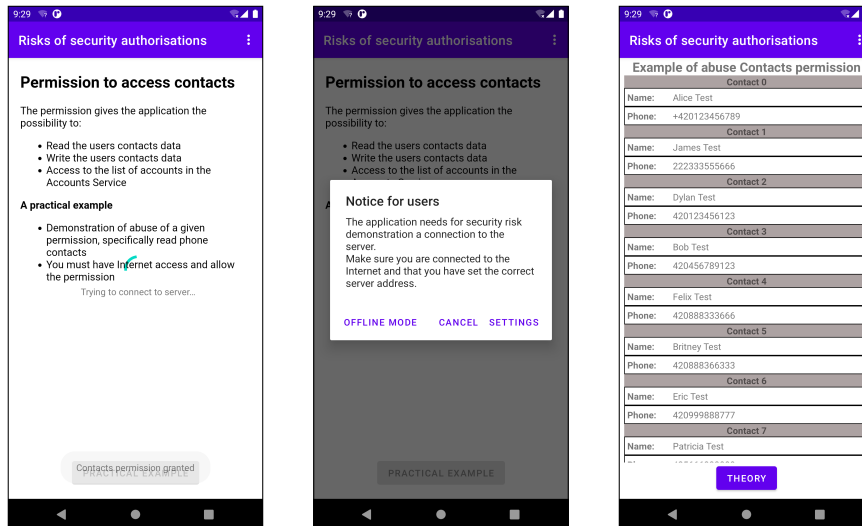 9:29
Risks of security authorisations
Permission to access contacts
The permission gives the application the
possibility to:
• Read the users contacts data
• Write the users contacts data
• Access to the list of accounts in the
Accounts Service
A practical example
• Demonstration of abuse of a given
permission, specifically read phone
contacts
• You must have Internet access and allow
the permission
Trying to connect to server...
Contacts permission granted
PRACTICAL EXAMPLE
9:29
Risks of security authorisations
Permission to access contacts
The permission gives the application the
possibility to:
• Read the users contacts data
• Write the users contacts data
• Access to the list of accounts in the
Notice for users
The application needs for security risk
demonstration a connection to the
server.
Make sure you are connected to the
Internet and that you have set the correct
server address.
OFFLINE MODE CANCEL SETTINGS
PRACTICAL EXAMPLE
9:29
Risks of security authorisations
Example of abuse Contacts permission
Contact 0
Name: Alice Test
Phone: +420123456789
Contact 1
Name: James Test
Phone: 222333555666
Contact 2
Name: Dylan Test
Phone: 420123456123
Contact 3
Name: Bob Test
Phone: 420456789123
Contact 4
Name: Felix Test
Phone: 420888333666
Contact 5
Name: Britney Test
Phone: 420888366333
Contact 6
Name: Eric Test
Phone: 420999888777
Contact 7
Name: Patricia Test
THEORY